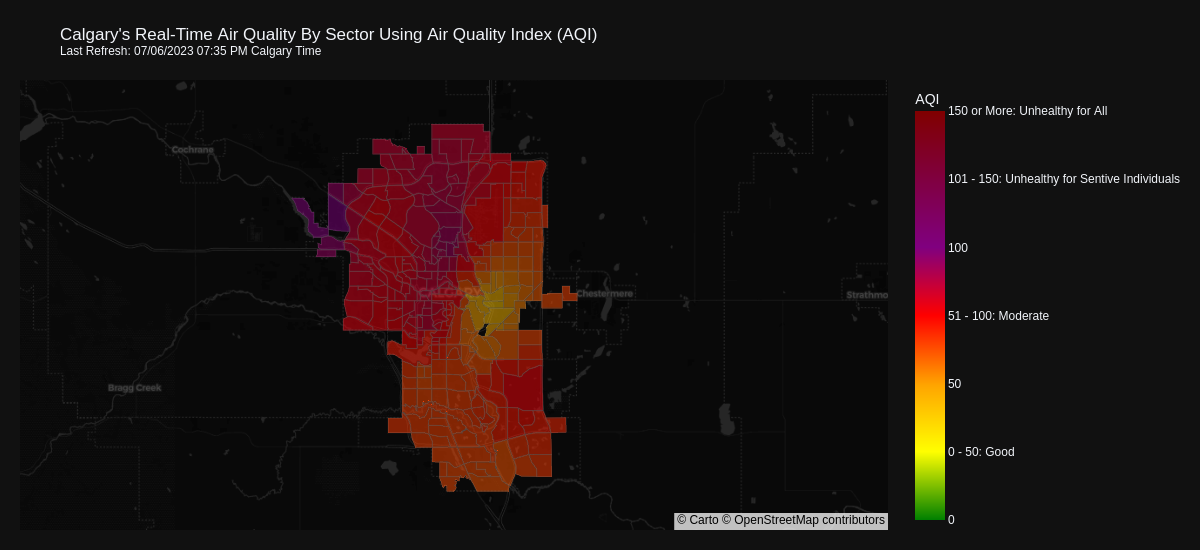 Calgary's Real-Time Air Quality By Sector Using Air Quality Index (AQI)
Last Refresh: 07/06/2023 07:35 PM Calgary Time
AQI
150 or More: Unhealthy for All
Cochrane
101 - 150: Unhealthy for Sentive Individuals
100
CALGARY
Chestermere
Strathmo
51 - 100: Moderate
Bragg Creek
50
0 - 50: Good
0
© Carto © OpenStreetMap contributors